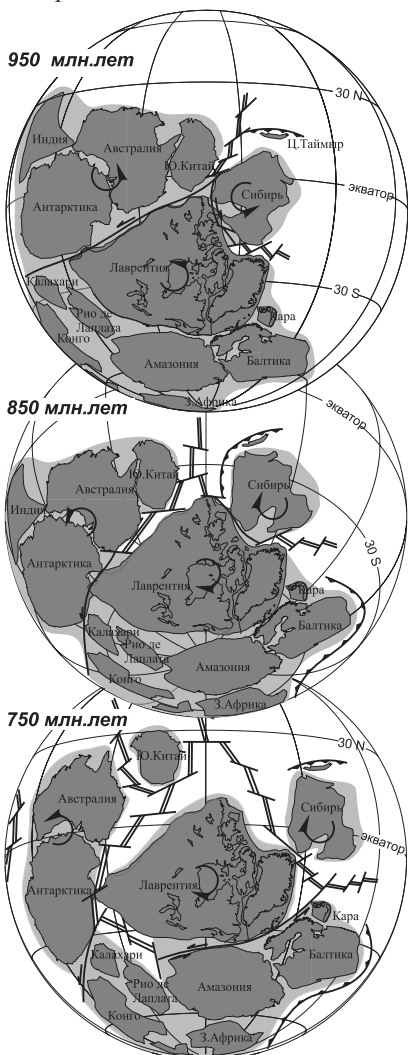 950 млн.лет
30 N
Индия
Австралия
Ю.Китай
Ц.Таймыр
экватор
Антарктика
Сибирь
Лаврентия
30 S
Калахари
Рио де
Лаплата
Кара
Конго
Амазония
Балтика
З.Африка
850 млн.лет
экватор
Ю.Китай
Сибирь
Австралия
Индия
30 S
Антарктика
Лаврентия
Кара
Балтика
Калахари
Рио де
Лаплата
Амазония
Конго
З.Африка
750 млн.лет
30 N
Ю.Китай
Австралия
Сибирь
экватор
Антарктика
Лаврентия
Кара
Балтика
Калахари
Рио де
Лаплата
Амазония
Конго
З.Африка